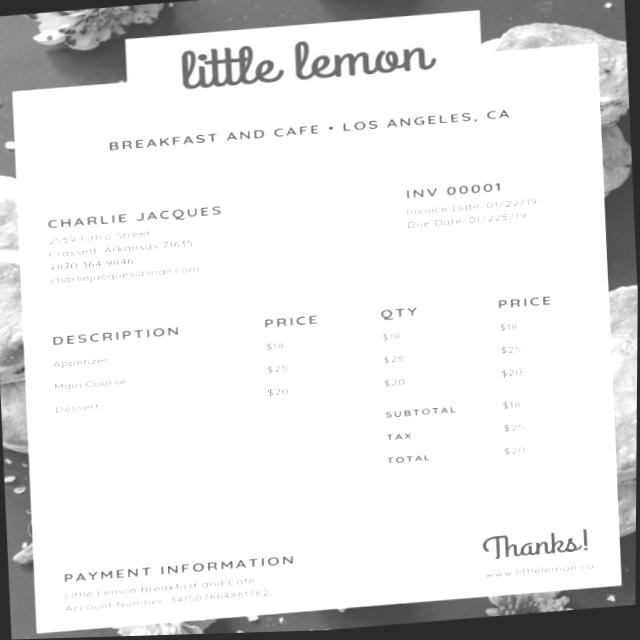 little lemon
BREAKFAST AND CAFE • LOS ANGELES, CA
CHARLIE JACQUES
2559 Street
Crossett, Arkansas 71635
+870 364 9846
charliejacques@mail.com
INV 00001
Invoice Date: 01/22/19
Due Date: 01/225/19
DESCRIPTION PRICE QTY PRICE
Appetizer $18 $18 $18
Main Course $25 $25 $25
Dessert $20 $20 $20
SUBTOTAL $18
TAX $25
TOTAL $20
PAYMENT INFORMATION
Little Lemon Breakfast and Cafe
Account Number: 341507864861762
Thanks!
www.littlelemon.co